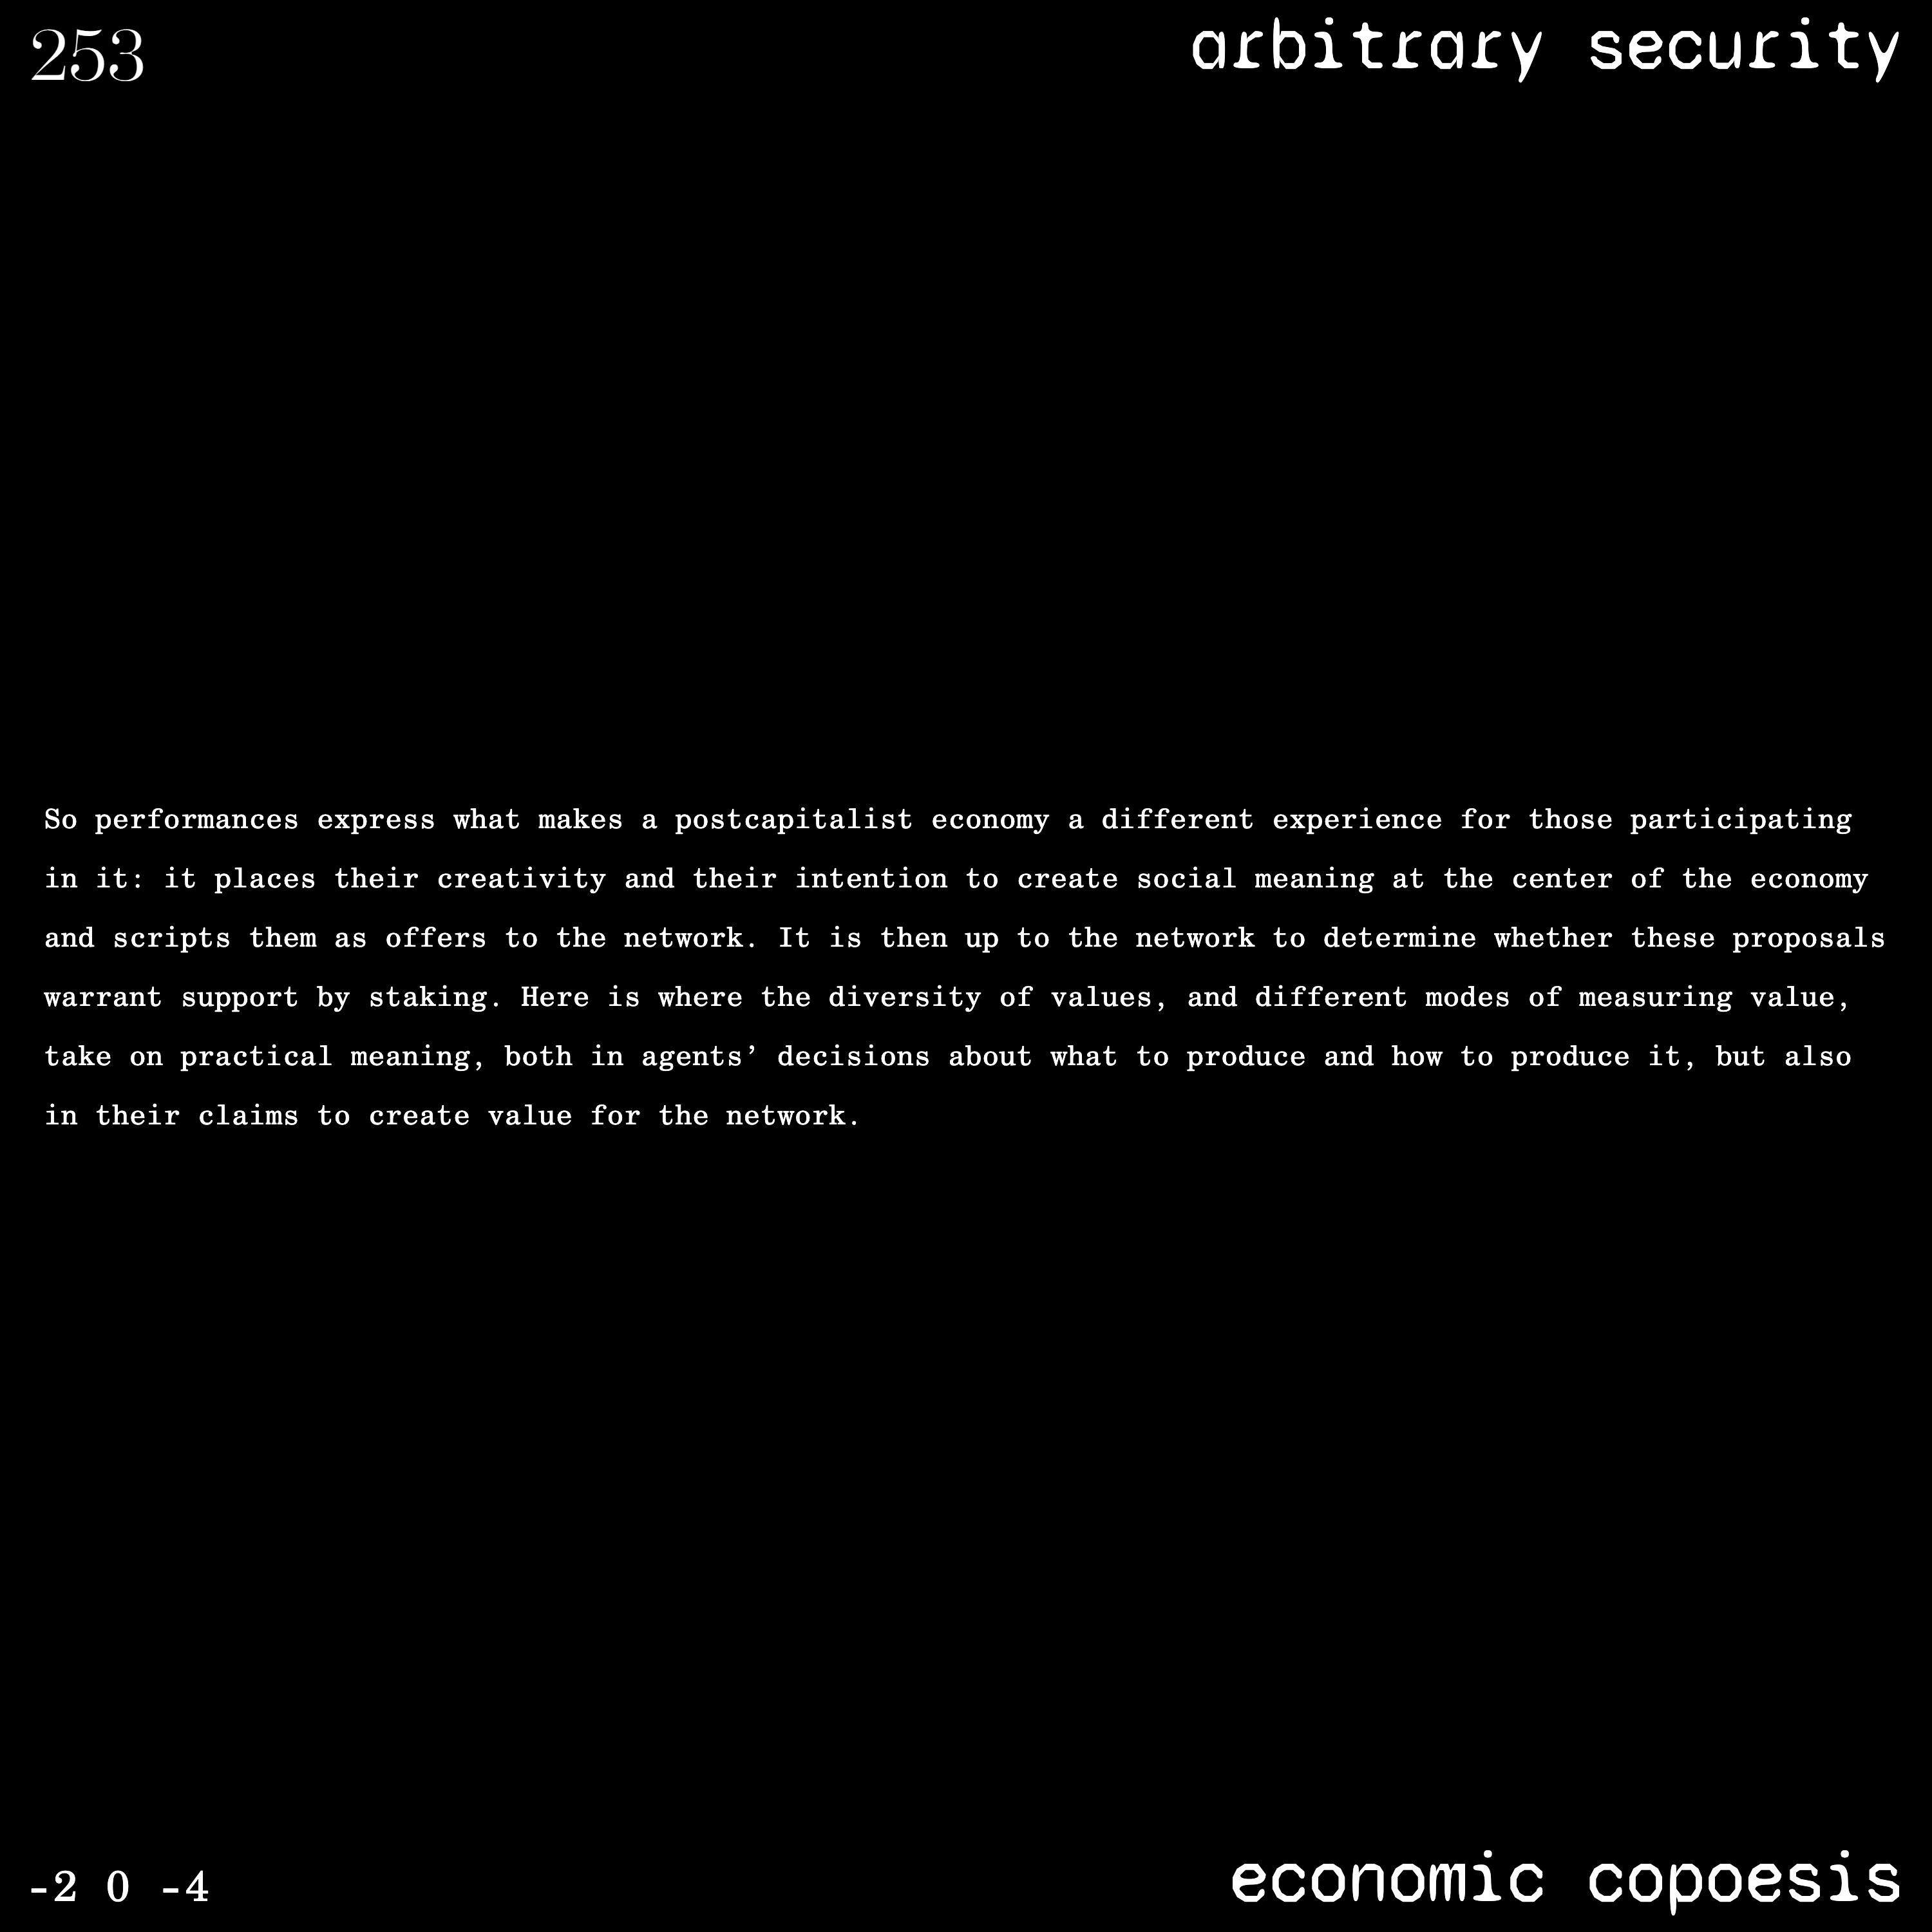 253
arbitrary security
So performances express what makes a postcapitalist economy a different experience for those participating
in it: it places their creativity and their intention to create social meaning at the center of the economy
and scripts them as offers to the network. It is then up to the network to determine whether these proposals
warrant support by staking. Here is where the diversity of values, and different modes of measuring value,
take on practical meaning, both in agents’ decisions about what to produce and how to produce it, but also
in their claims to create value for the network.
-2 0 -4
economic copoesis